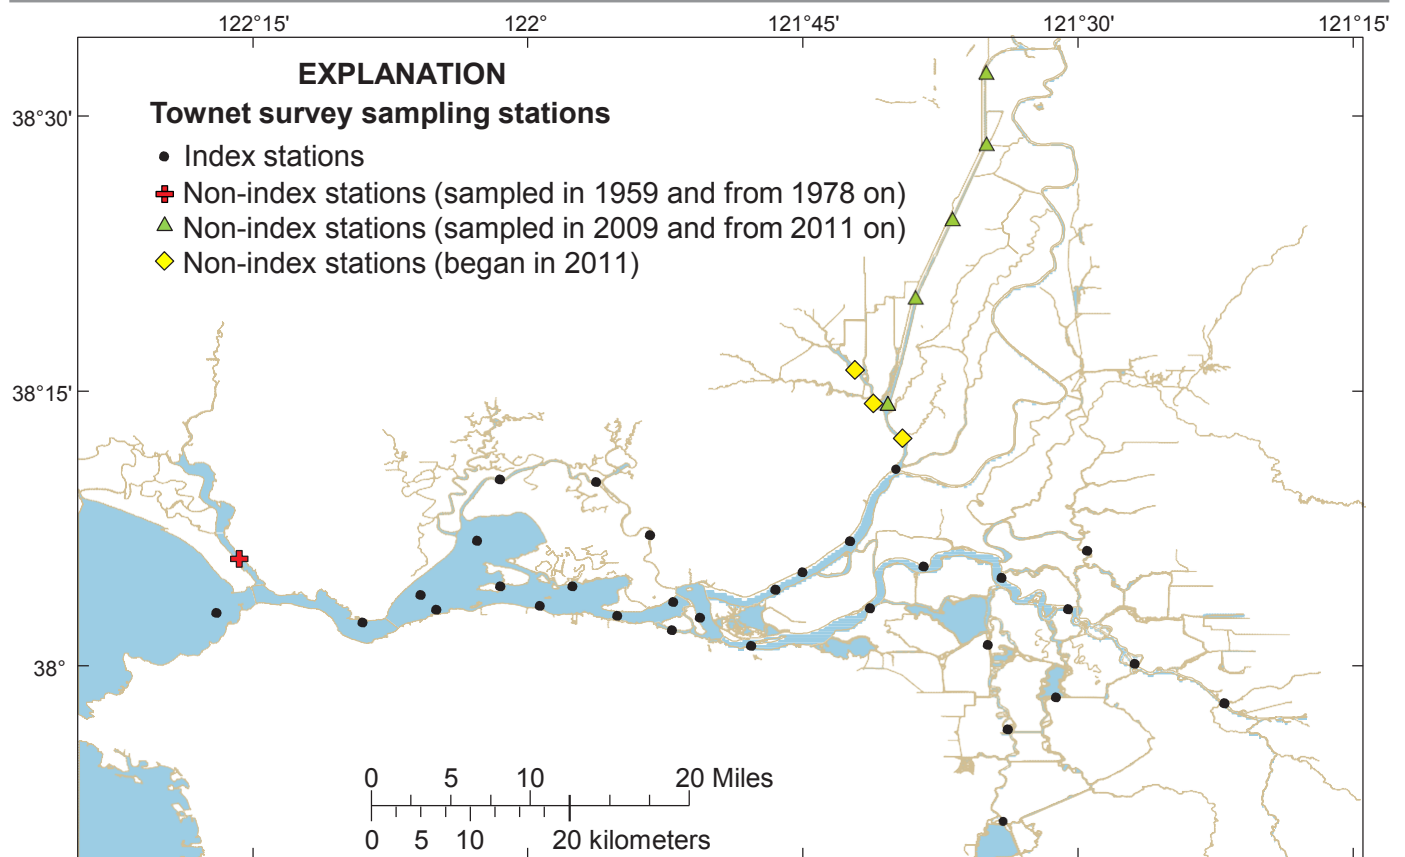 122°15' 122° 121°45' 121°30' 121°15'
EXPLANATION
Townet survey sampling stations
38°30'
Index stations
Non-index stations (sampled in 1959 and from 1978 on)
Non-index stations (sampled in 2009 and from 2011 on)
Non-index stations (began in 2011)
38°15'
38°
0 5 10 20 Miles
0 5 10 20 kilometers